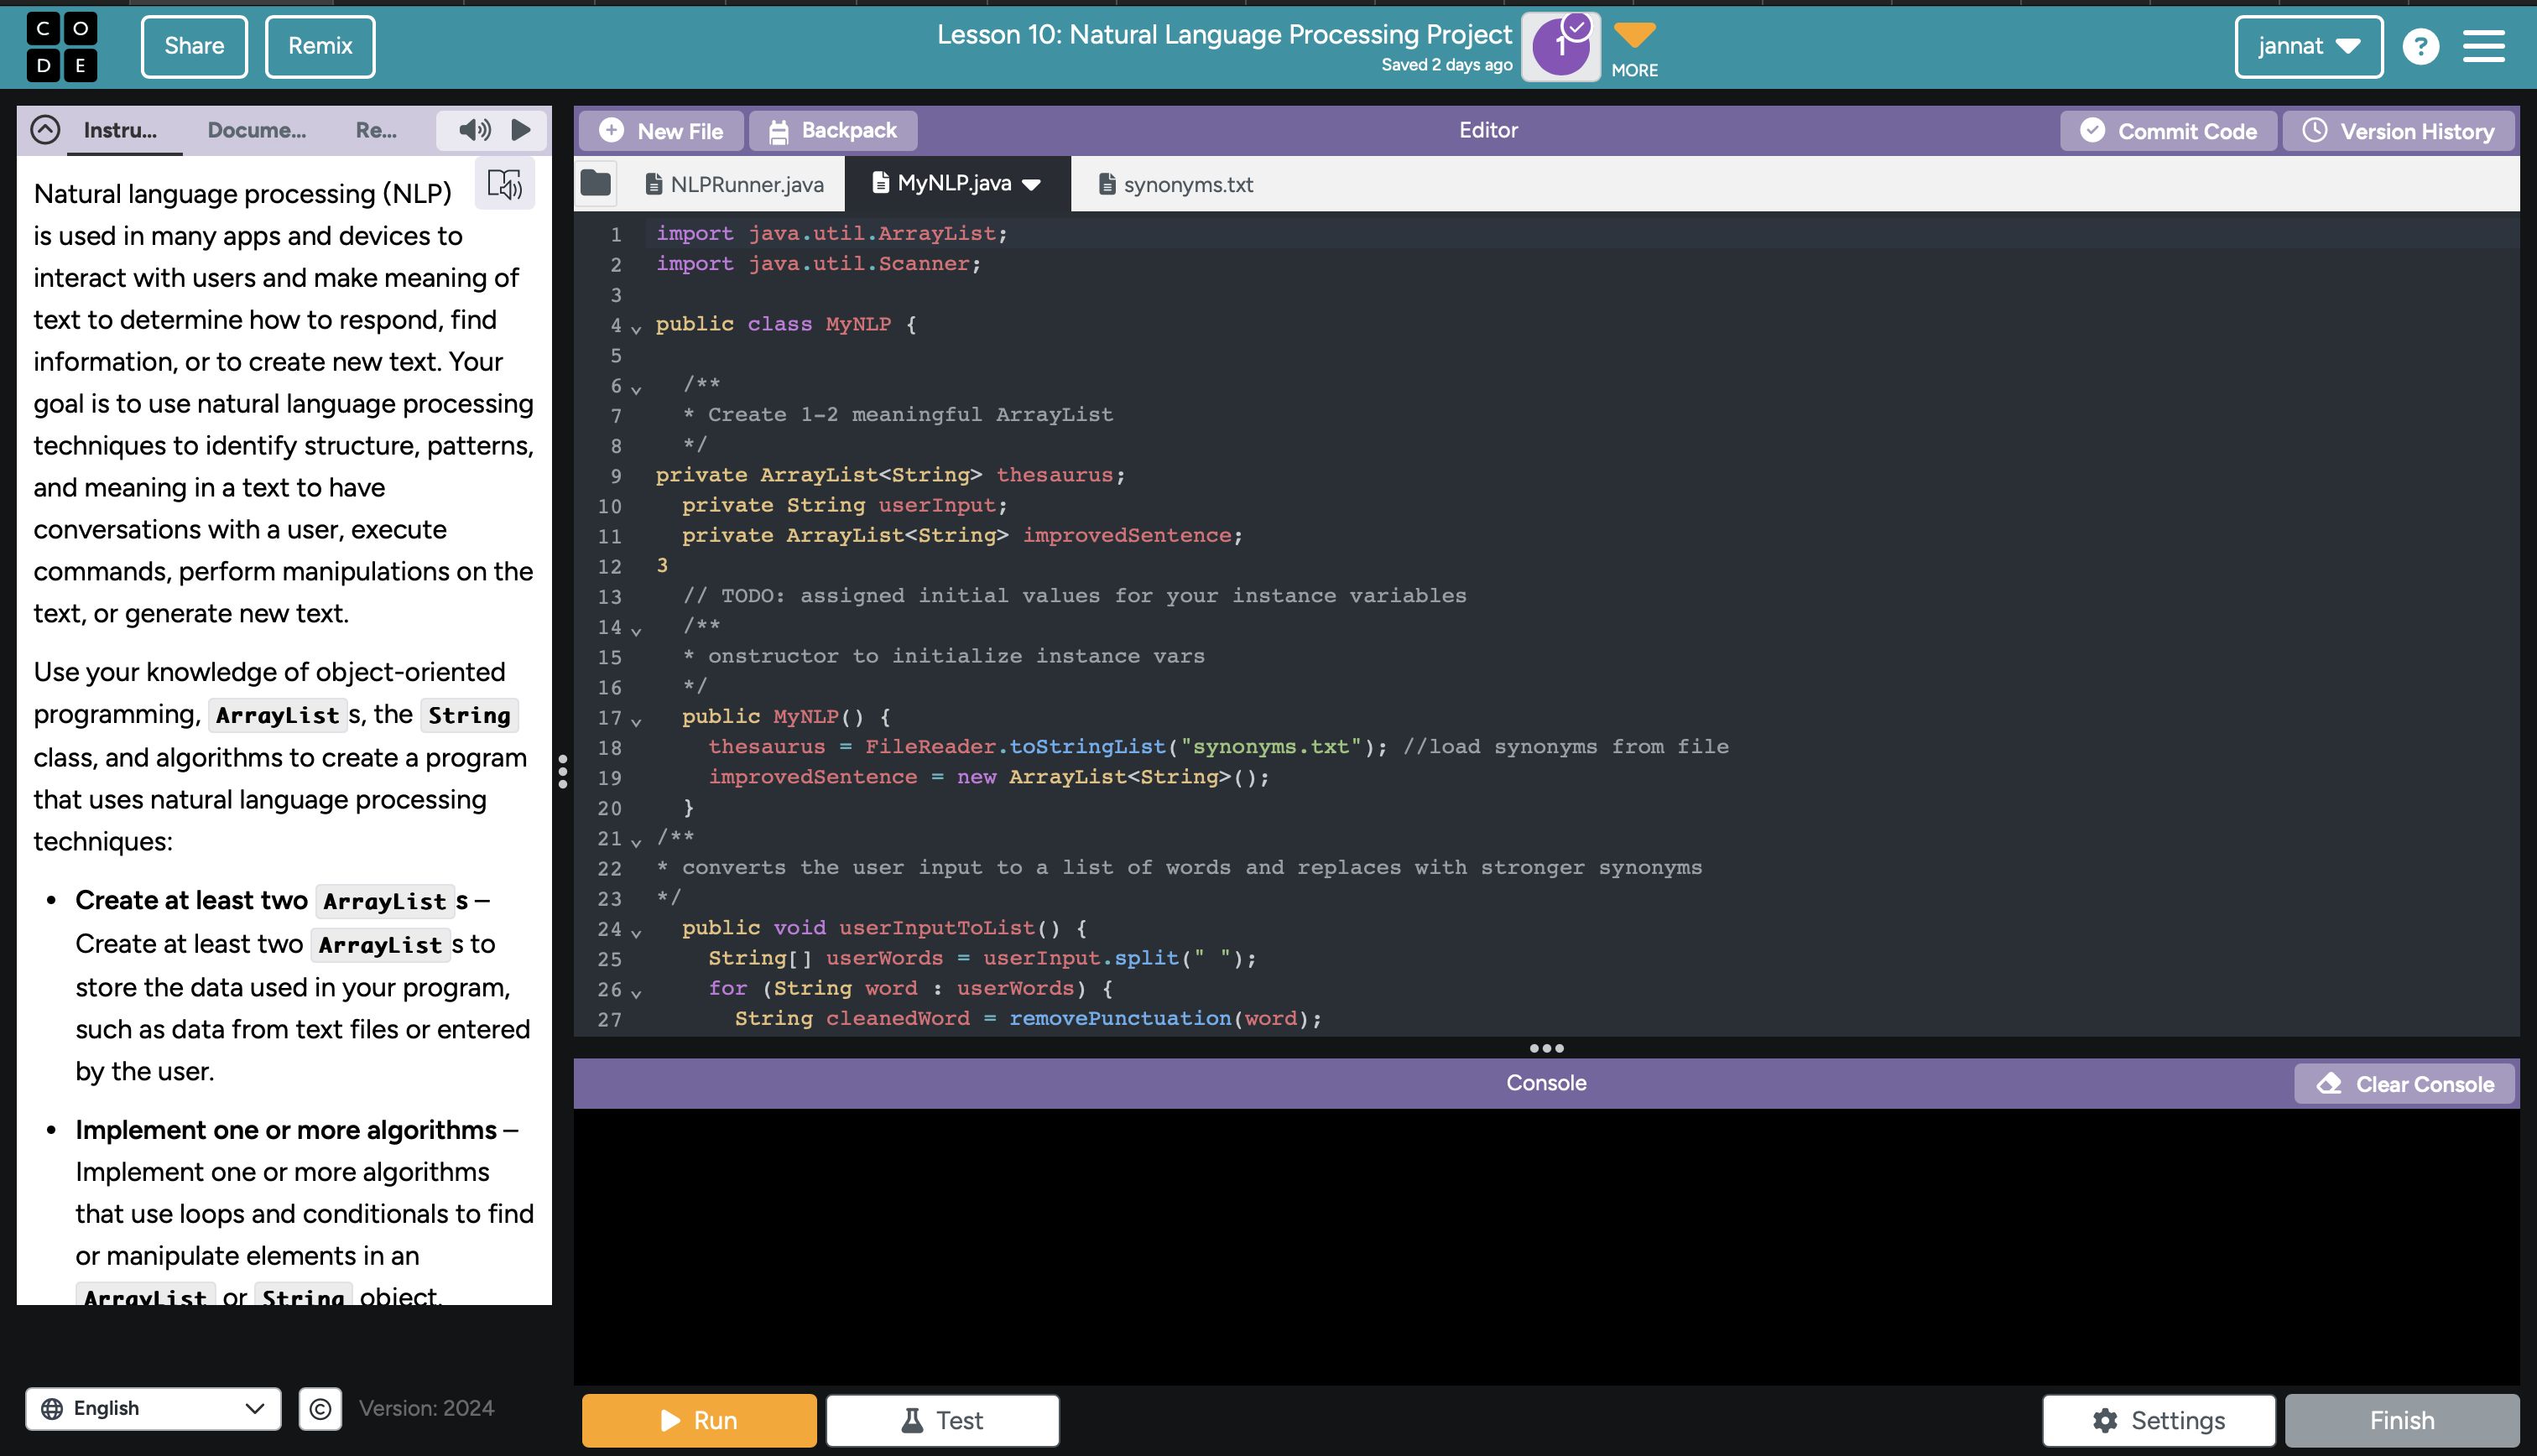 C O
D E
Share
Remix
Lesson 10: Natural Language Processing Project
Saved 2 days ago
1
MORE
jannat
?
Instru...
Docume...
Re...
Natural language processing (NLP)
is used in many apps and devices to
interact with users and make meaning of
text to determine how to respond, find
information, or to create new text. Your
goal is to use natural language processing
techniques to identify structure, patterns,
and meaning in a text to have
conversations with a user, execute
commands, perform manipulations on the
text, or generate new text.
Use your knowledge of object-oriented
programming, ArrayLists, the String
class, and algorithms to create a program
that uses natural language processing
techniques:
• Create at least two ArrayLists –
Create at least two ArrayLists to
store the data used in your program,
such as data from text files or entered
by the user.
• Implement one or more algorithms –
Implement one or more algorithms
that use loops and conditionals to find
or manipulate elements in an
ArrayList or String object.
English
©
Version: 2024
New File
Backpack
Editor
Commit Code
Version History
NLPRunner.java
MyNLP.java
synonyms.txt
1 import java.util.ArrayList;
2 import java.util.Scanner;
3
4 public class MyNLP {
5
6 /**
7 * Create 1-2 meaningful ArrayList
8 */
9 private ArrayList<String> thesaurus;
10 private String userInput;
11 private ArrayList<String> improvedSentence;
12 3
13 // TODO: assigned initial values for your instance variables
14 /**
15 * onstructor to initialize instance vars
16 */
17 public MyNLP() {
18 thesaurus = FileReader.toStringList("synonyms.txt"); //load synonyms from file
19 improvedSentence = new ArrayList<String>();
20 }
21 /**
22 * converts the user input to a list of words and replaces with stronger synonyms
23 */
24 public void userInputToList() {
25 String[] userWords = userInput.split(" ");
26 for (String word : userWords) {
27 String cleanedWord = removePunctuation(word);
Console
Clear Console
Run
Test
Settings
Finish